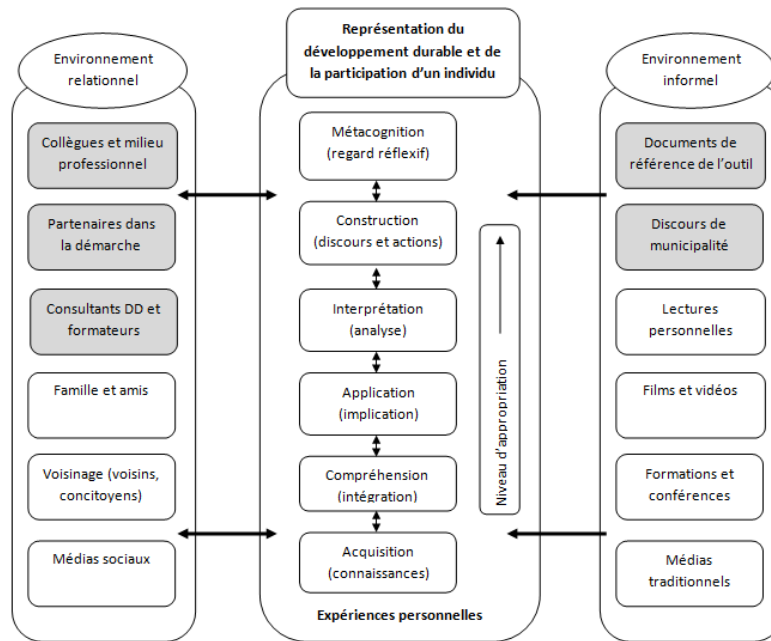 Environnement
relationnel
Collègues et milieu
professionnel
Partenaires dans
la démarche
Consultants DD et
formateurs
Famille et amis
Voisinage (voisins,
concitoyens)
Médias sociaux
Représentation du
développement durable et de
la participation d'un individu
Métacognition
(regard réflexif)
Construction
(discours et actions)
Interprétation
(analyse)
Application
(implication)
Compréhension
(intégration)
Acquisition
(connaissances)
Expériences personnelles
Niveau d'appropriation
Environnement
informel
Documents de
référence de l'outil
Discours de
municipalité
Lectures
personnelles
Films et vidéos
Formations et
conférences
Médias
traditionnels